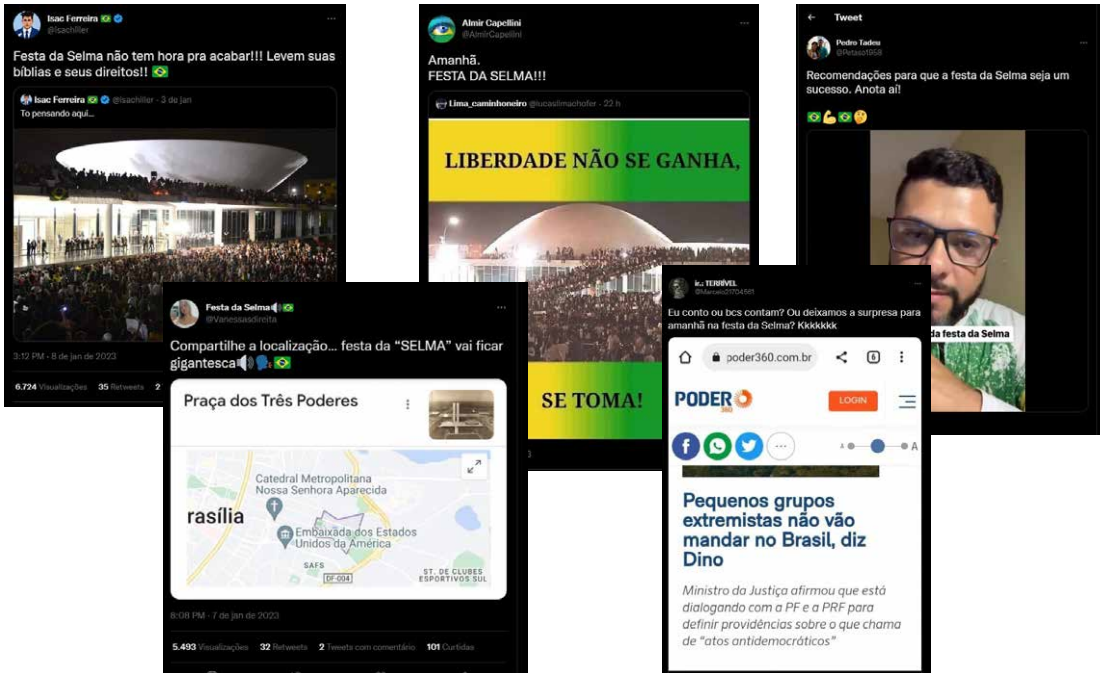 Isac Ferreira
@Isachiller
Festa da Selma não tem hora pra acabar!!! Levem suas
bíblias e seus direitos!!
Isac Ferreira @isachiller - 3 de jan
To pensando aqui...
3:12 PM - 8 de jan de 2023
6.724 Visualizações 35 Retweets 2
Almir Capellini
@AlmirCapellini
Amanhã.
FESTA DA SELMA!!!
Lima_caminhoneiro @lucaslimachofer - 22 h
LIBERDADE NÃO SE GANHA,
SE TOMA!
Tweet
Pedro Tadeu
@Petaso1958
Recomendações para que a festa da Selma seja um
sucesso. Anota aí!
da festa da Selma
Festa da Selma
@Vanessasdireita
Compartilhe a localização... festa da “SELMA” vai ficar
gigantesca
Praça dos Três Poderes
Catedral Metropolitana
Nossa Senhora Aparecida
rasília
Embaixada dos Estados
Unidos da América
SAFS
DF-004
ST. DE CLUBES
ESPORTIVOS SUL
8:08 PM - 7 de jan de 2023
5.493 Visualizações 32 Retweets 2 Tweets com comentário 101 Curtidas
ir.: TERRÍVEL
@Marcelo21704561
Eu conto ou bcs contam? Ou deixamos a surpresa para
amanhã na festa da Selma? Kkkkkkk
poder360.com.br
6
PODER
360
LOGIN
A A
Pequenos grupos
extremistas não vão
mandar no Brasil, diz
Dino
Ministro da Justiça afirmou que está
dialogando com a PF e a PRF para
definir providências sobre o que chama
de “atos antidemocráticos”